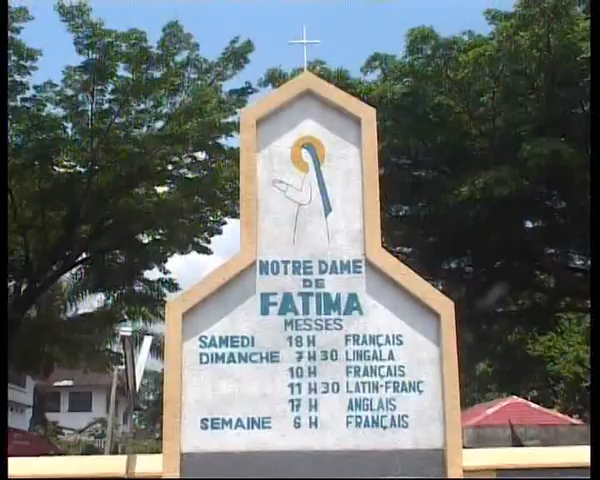 NOTRE DAME
DE
FATIMA
MESSES
SAMEDI 18 H FRANÇAIS
DIMANCHE 7 H 30 LINGALA
10 H FRANÇAIS
11 H 30 LATIN-FRANÇ
17 H ANGLAIS
SEMAINE 6 H FRANÇAIS